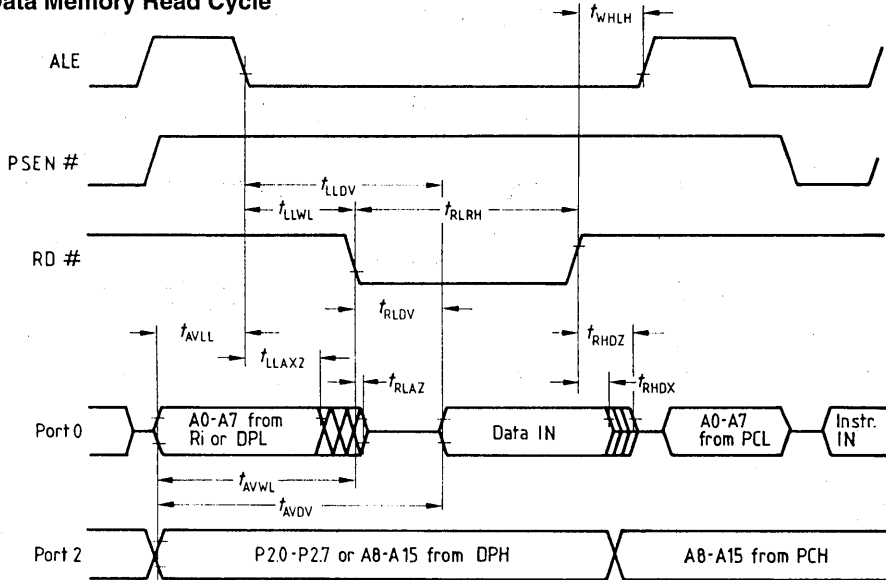 Data Memory Read Cycle
tWHLH
ALE
PSEN #
tLLDV
tLLWL
tRLRH
RD #
tRLDV
tAVLL
tRHDZ
tLLAX2
tRLAZ
tRHDX
Port 0
A0-A7 from
Ri or DPL
Data IN
A0-A7
from PCL
Instr.
IN
tAVWL
tAVDV
Port 2
P2.0-P2.7 or A8-A15 from DPH
A8-A15 from PCH